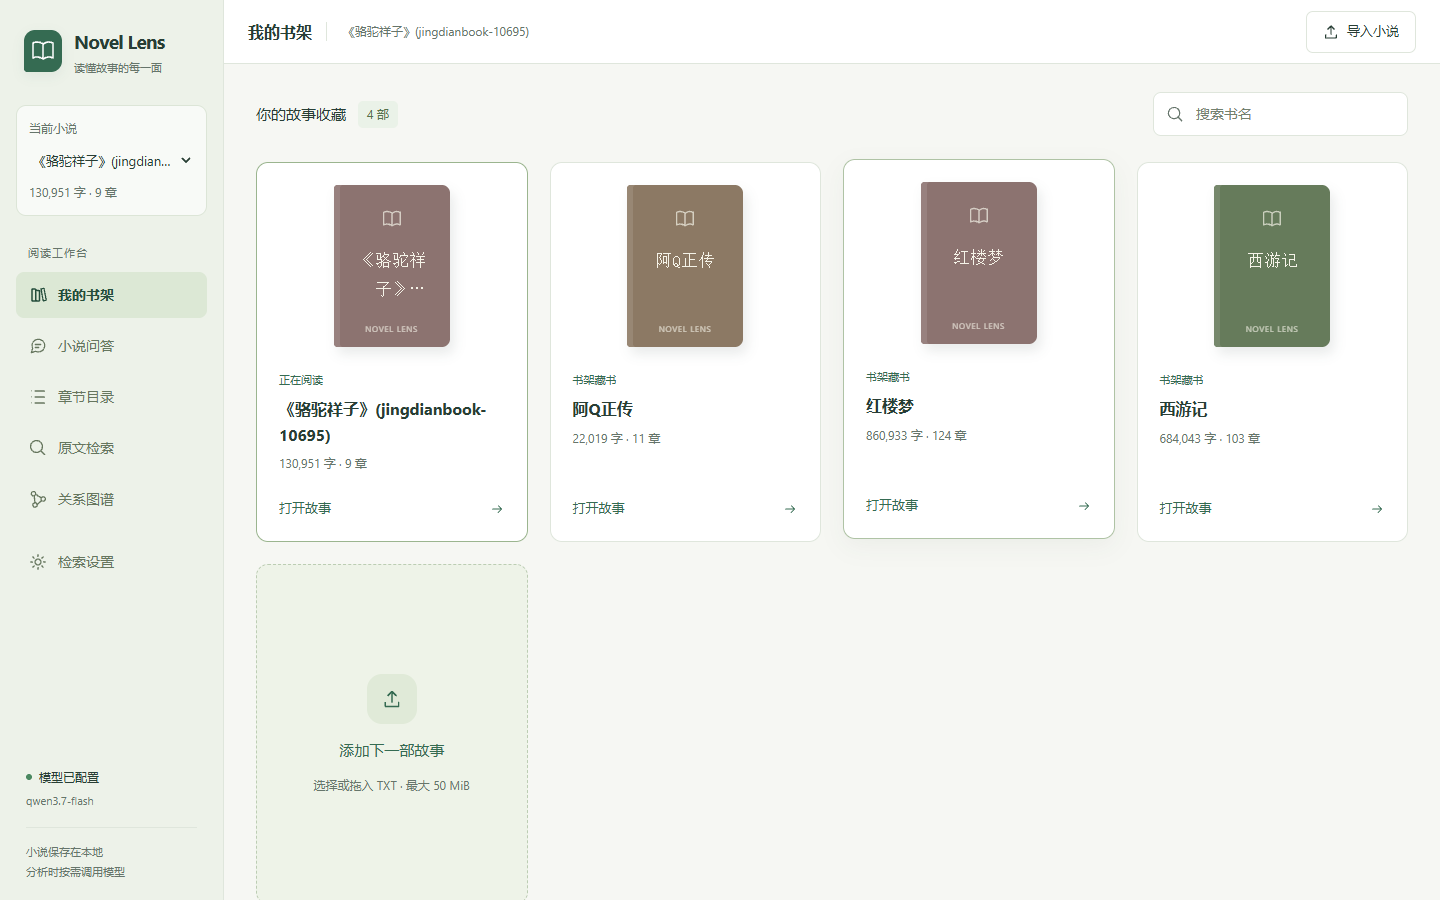 Novel Lens
读懂故事的每一面
当前小说
《骆驼祥子》(jingdian...
130,951 字 · 9 章
阅读工作台
我的书架
小说问答
章节目录
原文检索
关系图谱
检索设置
模型已配置
qwen3.7-flash
小说保存在本地
分析时按需调用模型
我的书架
《骆驼祥子》(jingdianbook-10695)
导入小说
你的故事收藏
4 部
搜索书名
《骆驼祥
子》…
NOVEL LENS
正在阅读
《骆驼祥子》(jingdianbook-
10695)
130,951 字 · 9 章
打开故事
阿Q正传
NOVEL LENS
书架藏书
阿Q正传
22,019 字 · 11 章
打开故事
红楼梦
NOVEL LENS
书架藏书
红楼梦
860,933 字 · 124 章
打开故事
西游记
NOVEL LENS
书架藏书
西游记
684,043 字 · 103 章
打开故事
添加下一部故事
选择或拖入 TXT · 最大 50 MiB